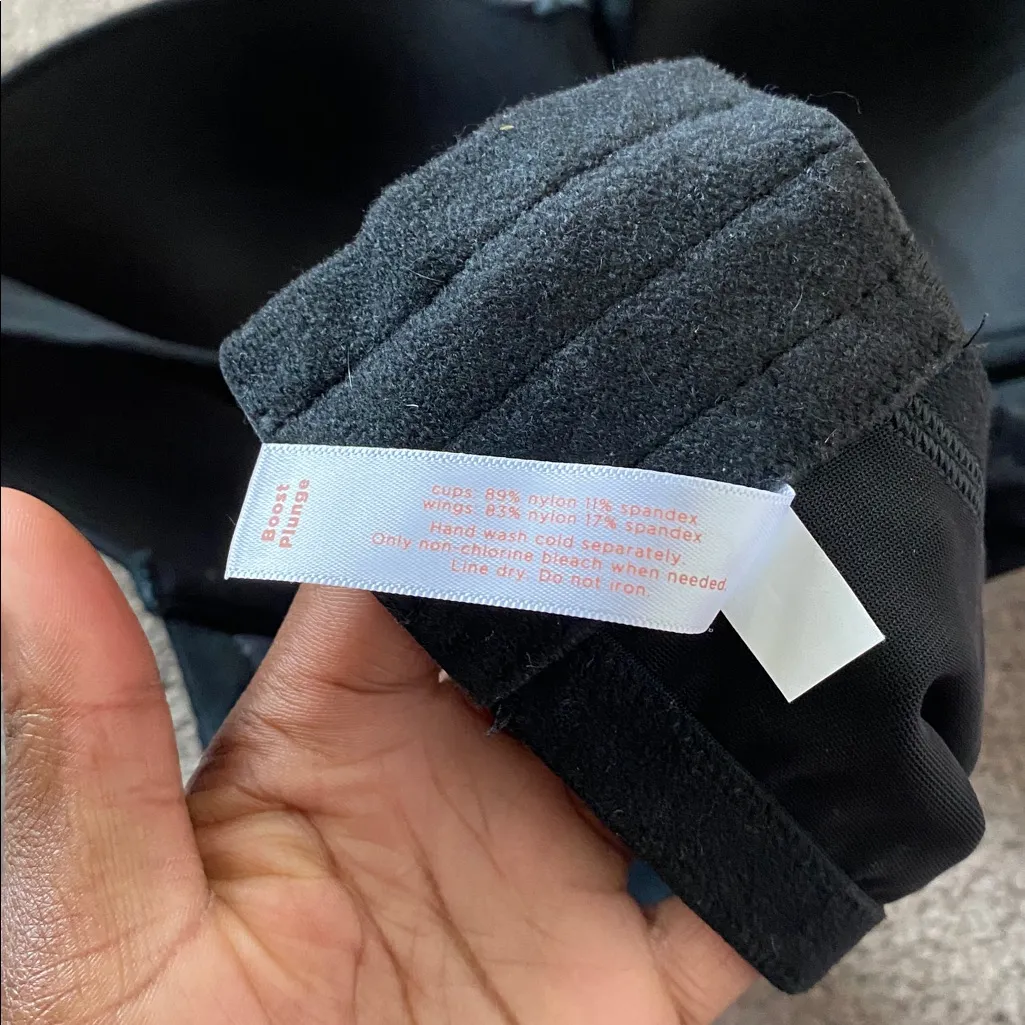 Boost
Plunge
cups: 89% nylon 11% spandex
wings: 83% nylon 17% spandex
Hand wash cold separately.
Only non-chlorine bleach when needed.
Line dry. Do not iron.